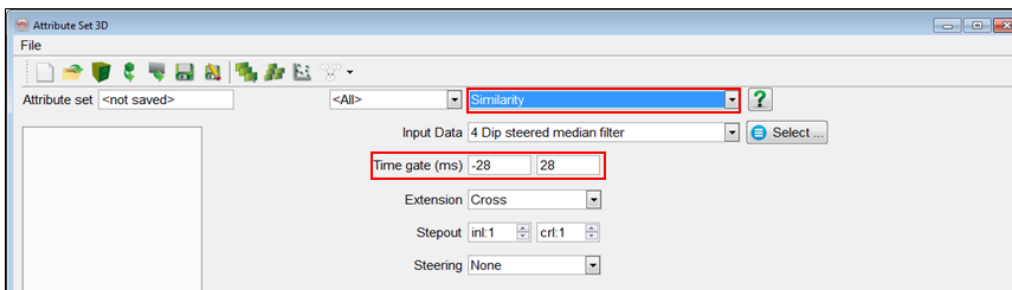 Attribute Set 3D
File
Attribute set <not saved> <All> Similarity ?
Input Data 4 Dip steered median filter Select ...
Time gate (ms) -28 28
Extension Cross
Stepout inl:1 crl:1
Steering None